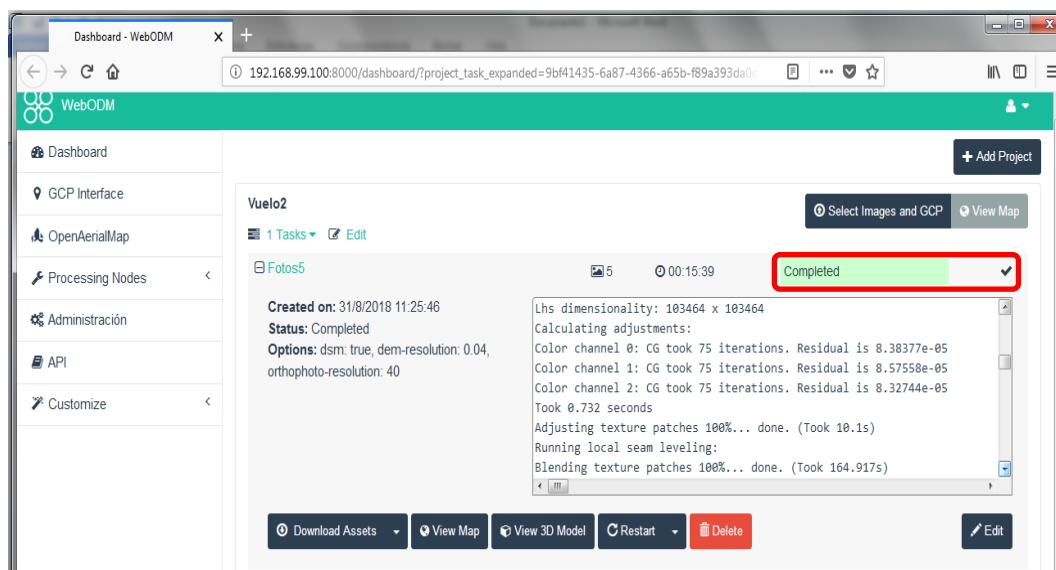 Dashboard - WebODM
192.168.99.100:8000/dashboard/?project_task_expanded=9bf41435-6a87-4366-a65b-f89a393da0
WebODM
Dashboard
GCP Interface
OpenAerialMap
Processing Nodes
Administración
API
Customize
Add Project
Vuelo2
Select Images and GCP
View Map
1 Tasks
Edit
Fotos5
5
00:15:39
Completed
Created on: 31/8/2018 11:25:46
Status: Completed
Options: dsm: true, dem-resolution: 0.04,
orthophoto-resolution: 40
Lhs dimensionality: 103464 x 103464
Calculating adjustments:
Color channel 0: CG took 75 iterations. Residual is 8.38377e-05
Color channel 1: CG took 75 iterations. Residual is 8.57558e-05
Color channel 2: CG took 75 iterations. Residual is 8.32744e-05
Took 0.732 seconds
Adjusting texture patches 100%... done. (Took 10.1s)
Running local seam leveling:
Blending texture patches 100%... done. (Took 164.917s)
Download Assets
View Map
View 3D Model
Restart
Delete
Edit